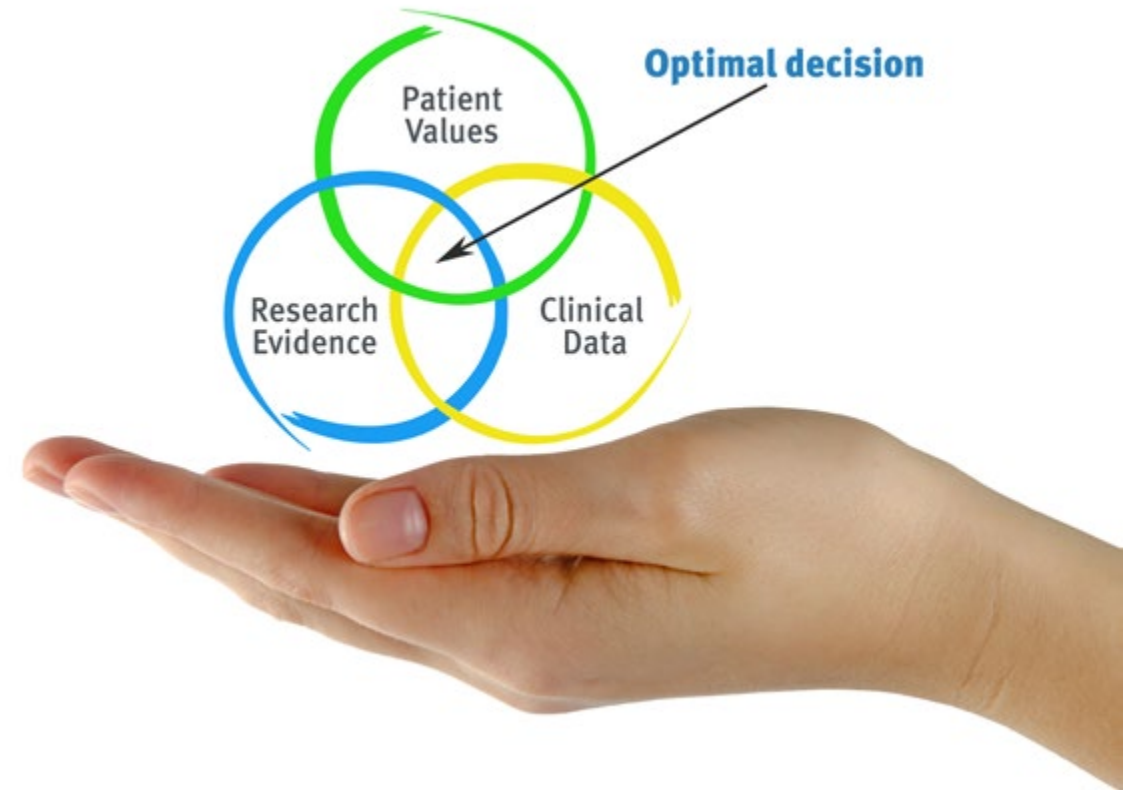 Optimal decision
Patient
Values
Research
Evidence
Clinical
Data